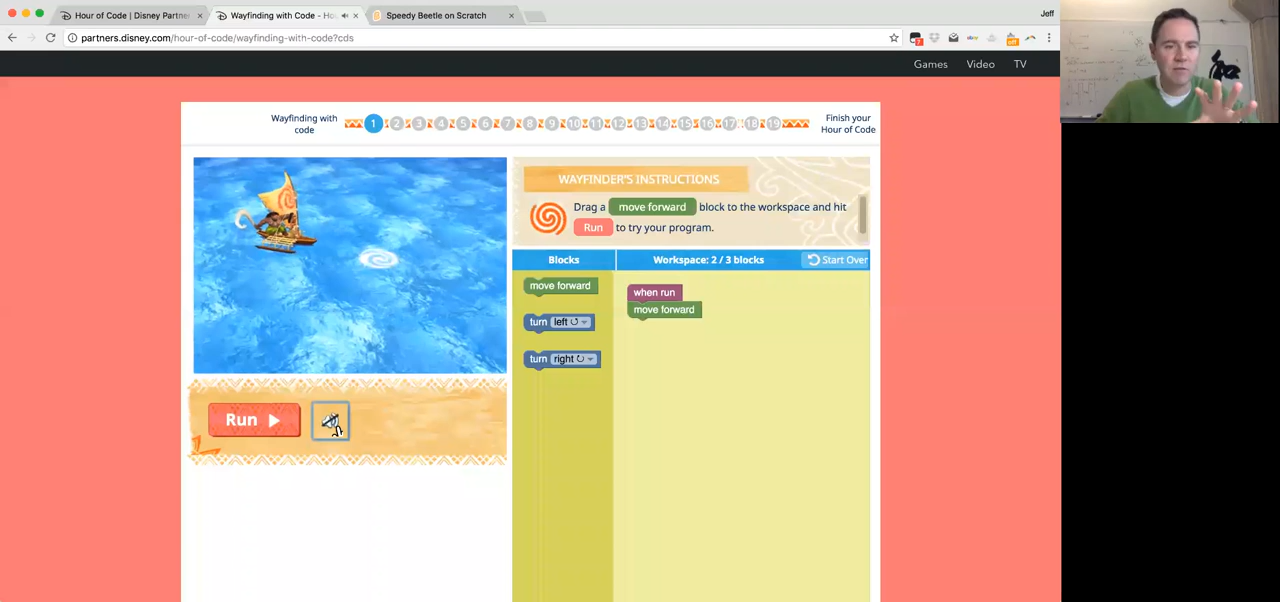 Hour of Code | Disney Partne
Wayfinding with Code - Ho
Speedy Beetle on Scratch
Jeff
partners.disney.com/hour-of-code/wayfinding-with-code?cds
7
off
Games Video TV
Wayfinding with
code
1 2 3 4 5 6 7 8 9 10 11 12 13 14 15 16 17 18 19
Finish your
Hour of Code
WAYFINDER'S INSTRUCTIONS
Drag a move forward block to the workspace and hit
Run to try your program.
Blocks
Workspace: 2 / 3 blocks
Start Over
move forward
turn left
turn right
when run
move forward
Run